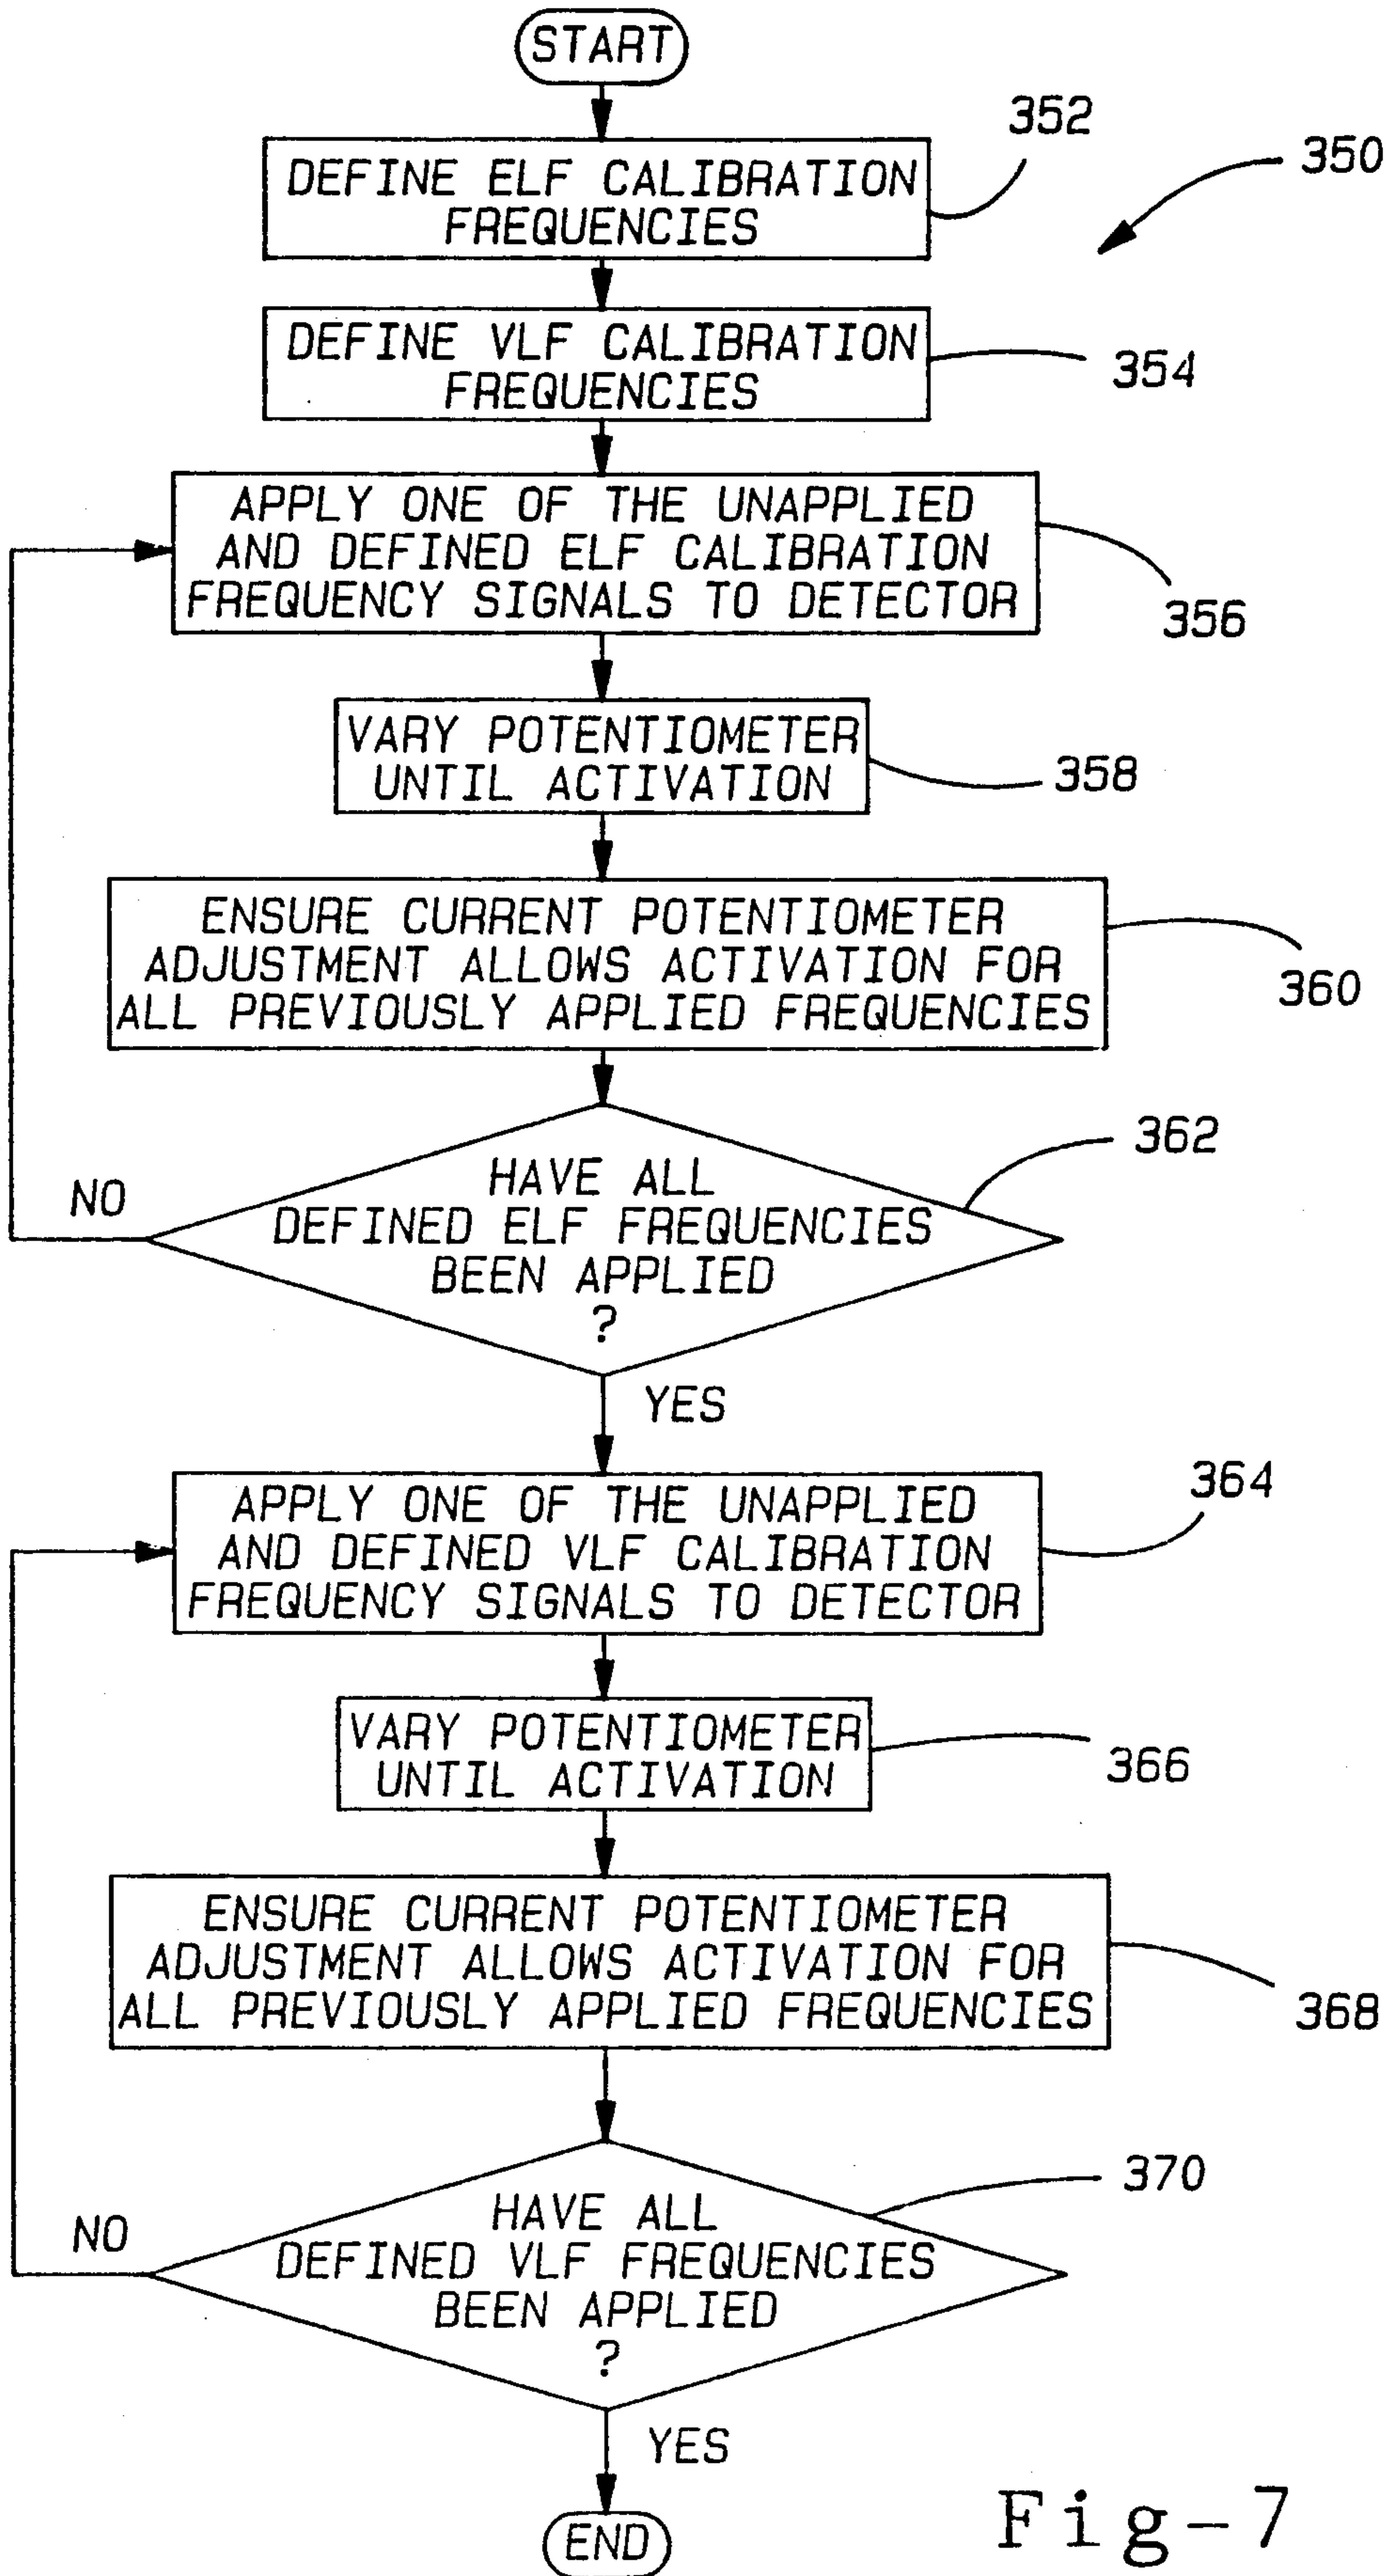 START
352
350
DEFINE ELF CALIBRATION
FREQUENCIES
DEFINE VLF CALIBRATION
FREQUENCIES
354
APPLY ONE OF THE UNAPPLIED
AND DEFINED ELF CALIBRATION
FREQUENCY SIGNALS TO DETECTOR
356
VARY POTENTIOMETER
UNTIL ACTIVATION
358
ENSURE CURRENT POTENTIOMETER
ADJUSTMENT ALLOWS ACTIVATION FOR
ALL PREVIOUSLY APPLIED FREQUENCIES
360
362
HAVE ALL
DEFINED ELF FREQUENCIES
BEEN APPLIED
?
NO
YES
364
APPLY ONE OF THE UNAPPLIED
AND DEFINED VLF CALIBRATION
FREQUENCY SIGNALS TO DETECTOR
VARY POTENTIOMETER
UNTIL ACTIVATION
366
ENSURE CURRENT POTENTIOMETER
ADJUSTMENT ALLOWS ACTIVATION FOR
ALL PREVIOUSLY APPLIED FREQUENCIES
368
370
HAVE ALL
DEFINED VLF FREQUENCIES
BEEN APPLIED
?
NO
YES
END
Fig-7